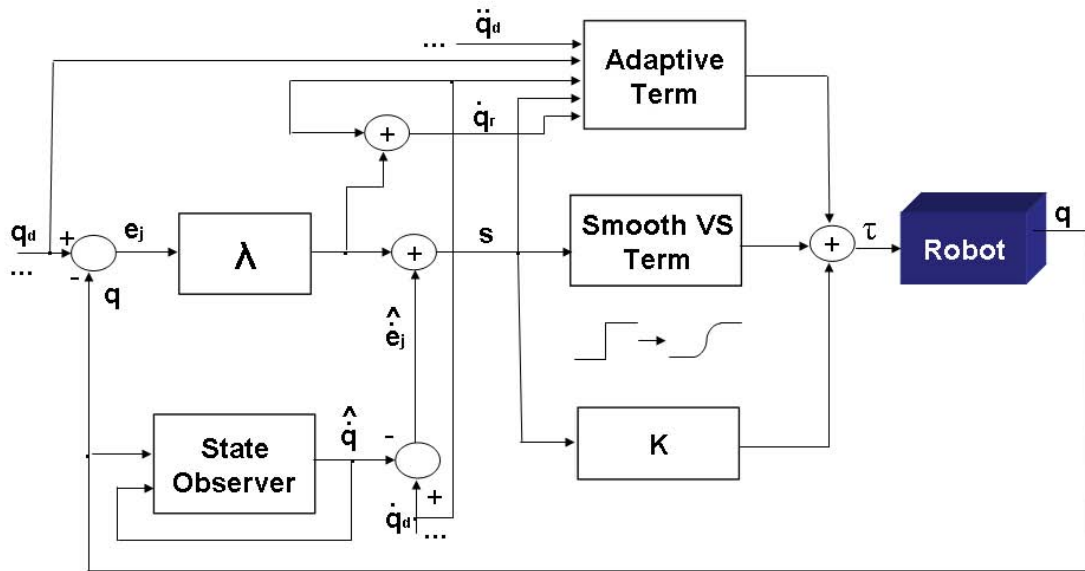 q̈d
...
Adaptive
Term
q̇r
+
qd
+
ej
λ
+
s
Smooth VS
Term
+
τ
Robot
q
...
-
q
ė̂j
State
Observer
q̇̂
-
K
+
q̇d
...